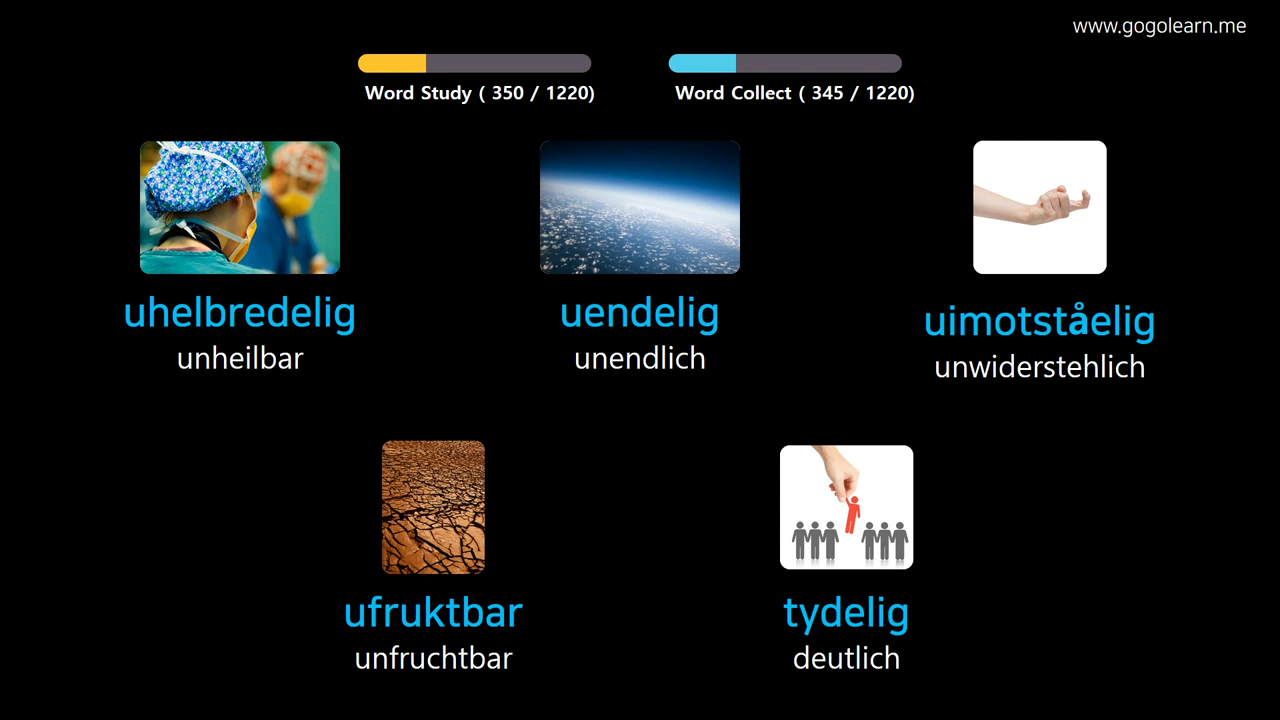 www.gogolearn.me
Word Study ( 350 / 1220)
Word Collect ( 345 / 1220)
uhelbredelig
unheilbar
uendelig
unendlich
uimotståelig
unwiderstehlich
ufruktbar
unfruchtbar
tydelig
deutlich